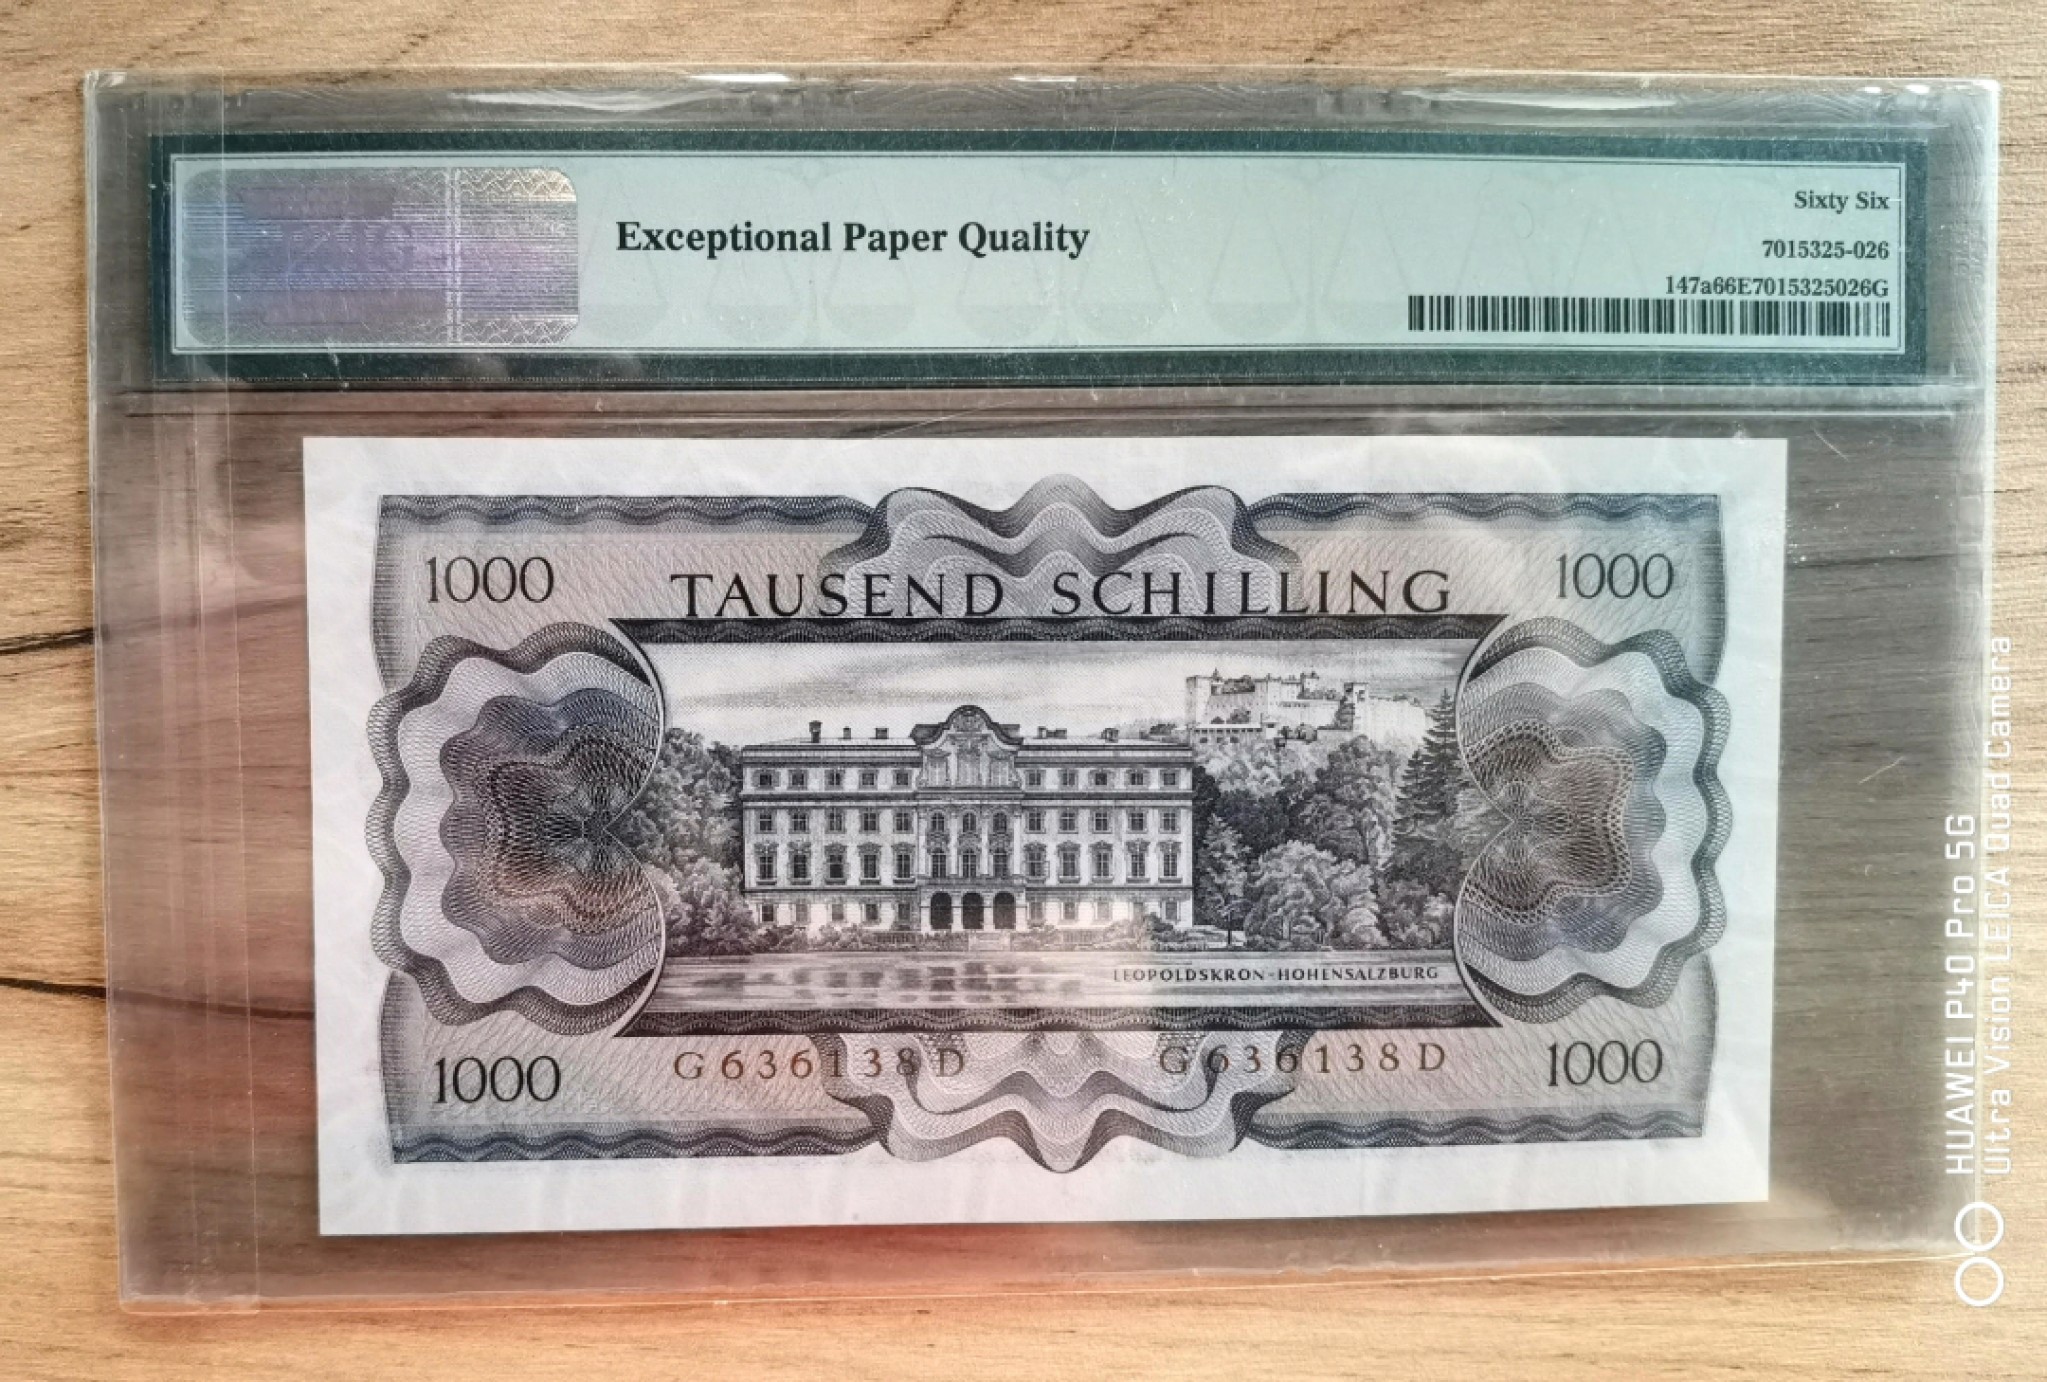 Exceptional Paper Quality
Sixty Six
7015325-026
147a66E7015325026G
1000
TAUSEND SCHILLING
1000
LEOPOLDSKRON-HOHENSALZBURG
G636138D
G636138D
1000
1000
HUAWEI P40 Pro 5G
Ultra Vision LEICA Quad Camera